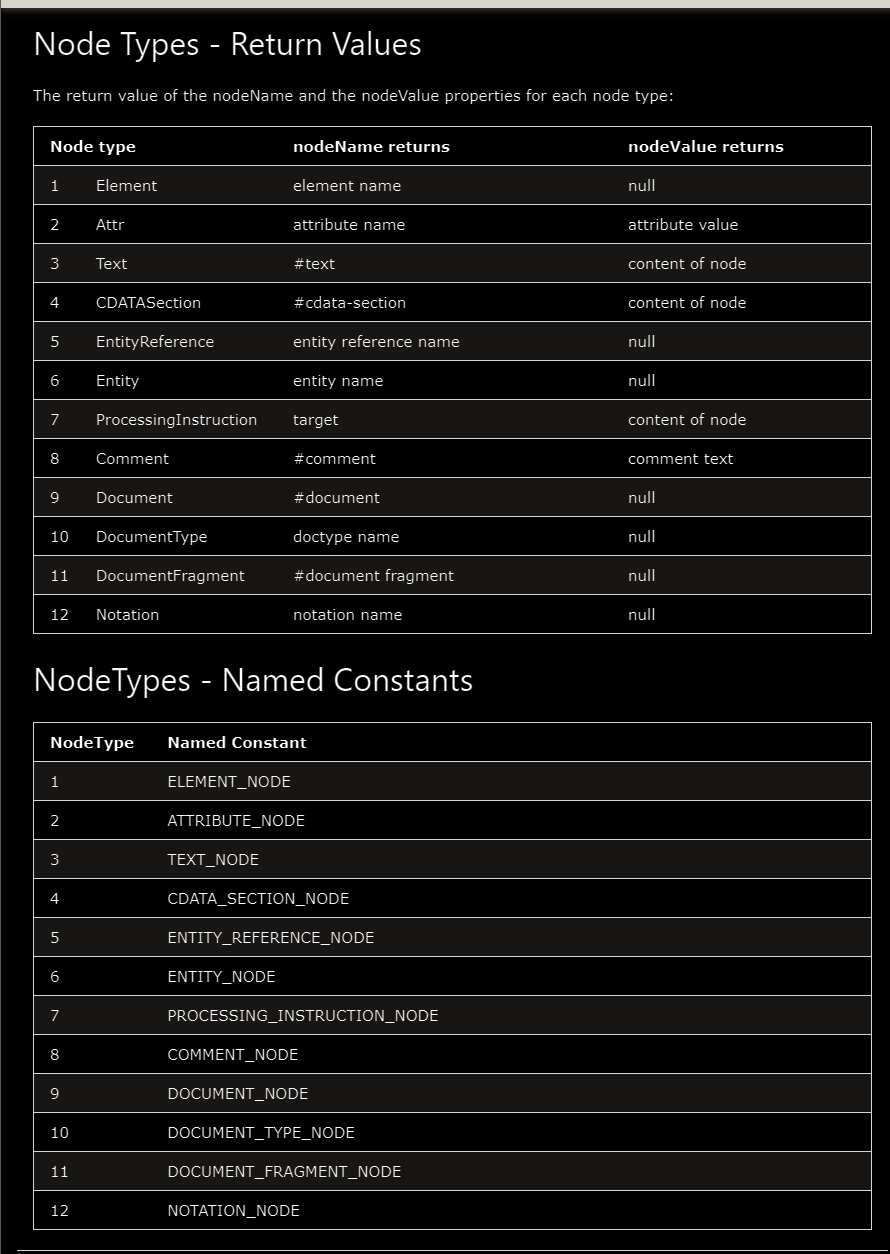 Node Types - Return Values
The return value of the nodeName and the nodeValue properties for each node type:
Node type nodeName returns nodeValue returns
1 Element element name null
2 Attr attribute name attribute value
3 Text #text content of node
4 CDATASection #cdata-section content of node
5 EntityReference entity reference name null
6 Entity entity name null
7 ProcessingInstruction target content of node
8 Comment #comment comment text
9 Document #document null
10 DocumentType doctype name null
11 DocumentFragment #document fragment null
12 Notation notation name null
NodeTypes - Named Constants
NodeType Named Constant
1 ELEMENT_NODE
2 ATTRIBUTE_NODE
3 TEXT_NODE
4 CDATA_SECTION_NODE
5 ENTITY_REFERENCE_NODE
6 ENTITY_NODE
7 PROCESSING_INSTRUCTION_NODE
8 COMMENT_NODE
9 DOCUMENT_NODE
10 DOCUMENT_TYPE_NODE
11 DOCUMENT_FRAGMENT_NODE
12 NOTATION_NODE